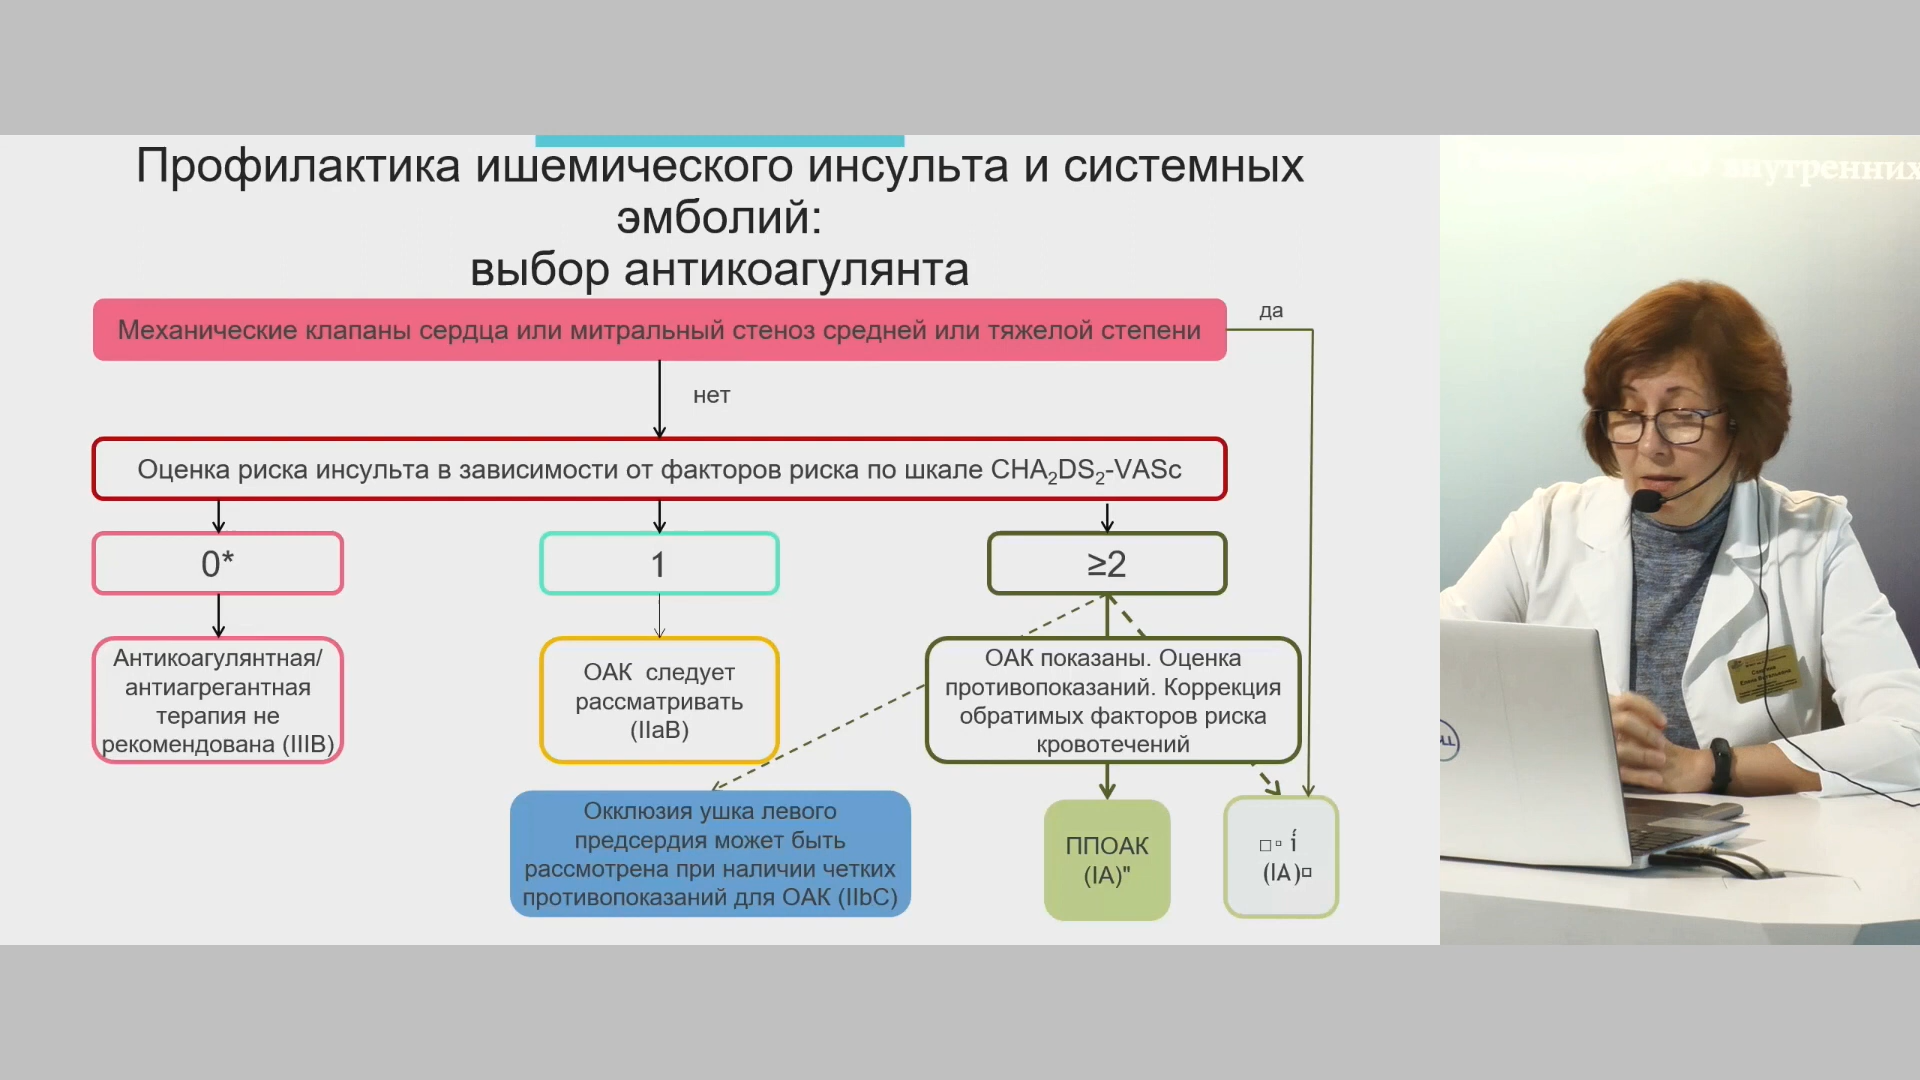 Профилактика ишемического инсульта и системных
эмболий:
выбор антикоагулянта
Механические клапаны сердца или митральный стеноз средней или тяжелой степени
да
нет
Оценка риска инсульта в зависимости от факторов риска по шкале CHA₂DS₂-VASc
0*
1
≥2
Антикоагулянтная/
антиагрегантная
терапия не
рекомендована (IIIB)
ОАК следует
рассматривать
(IIaB)
ОАК показаны. Оценка
противопоказаний. Коррекция
обратимых факторов риска
кровотечений
Окклюзия ушка левого
предсердия может быть
рассмотрена при наличии четких
противопоказаний для ОАК (IIbC)
ППОАК
(IA)"
(IA)
внутренних